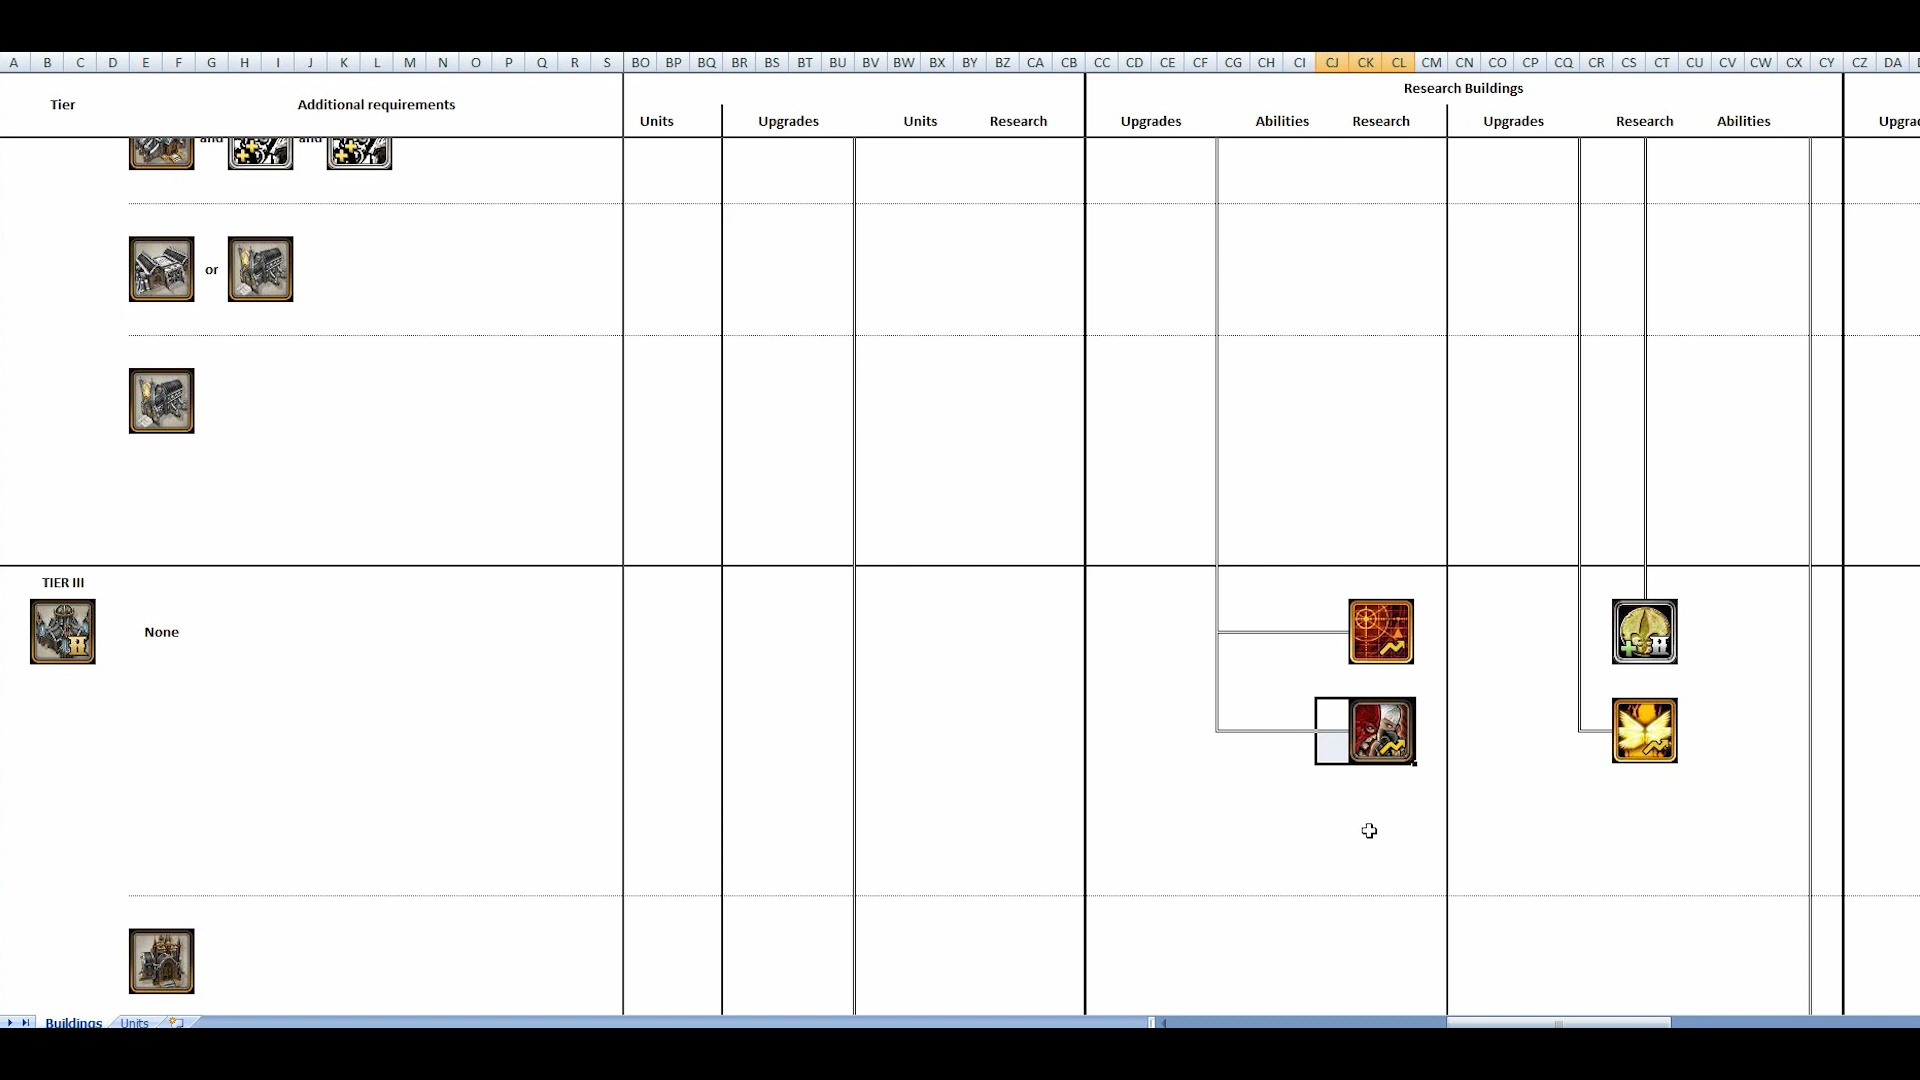 A B C D E F G H I J K L M N O P Q R S BO BP BQ BR BS BT BU BV BW BX BY BZ CA CB CC CD CE CF CG CH CI CJ CK CL CM CN CO CP CQ CR CS CT CU CV CW CX CY CZ DA
Research Buildings
Tier Additional requirements
Units Upgrades Units Research Upgrades Abilities Research Upgrades Research Abilities
and and
or
TIER III
None
Buildings Units